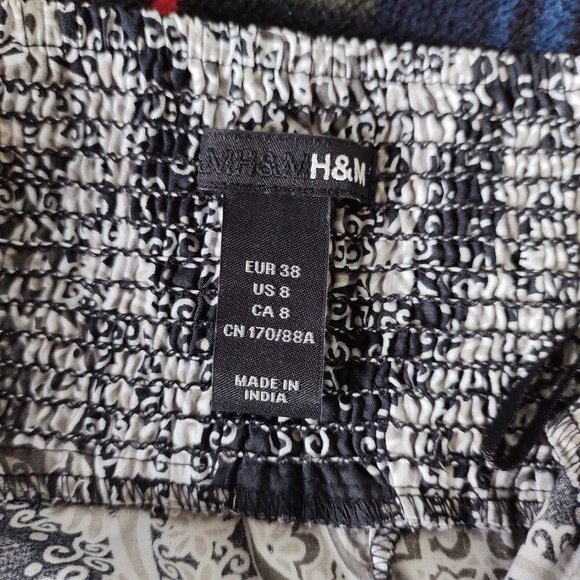 H&M H&M
EUR 38
US 8
CA 8
CN 170/88A
MADE IN
INDIA